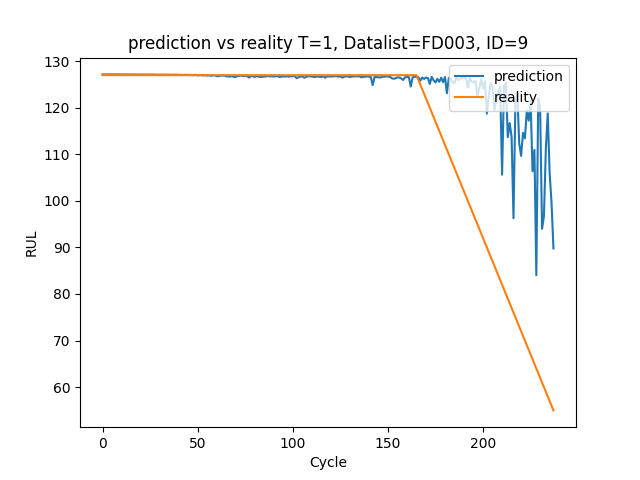 prediction vs reality T=1, Datalist=FD003, ID=9
prediction
reality
130
120
110
100
90
80
70
60
RUL
0
50
100
150
200
Cycle